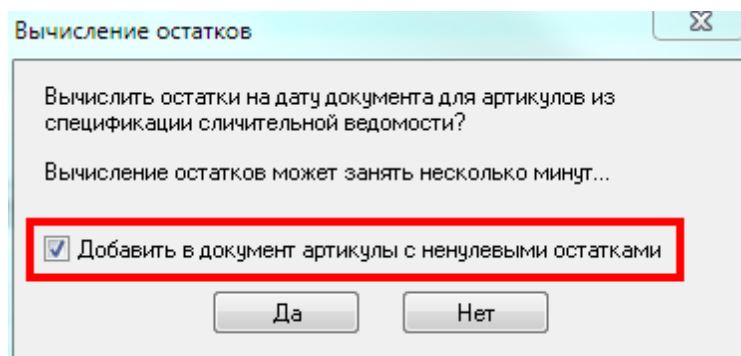 Вычисление остатков
Вычислить остатки на дату документа для артикулов из
спецификации сличительной ведомости?
Вычисление остатков может занять несколько минут...
Добавить в документ артикулы с ненулевыми остатками
Да
Нет